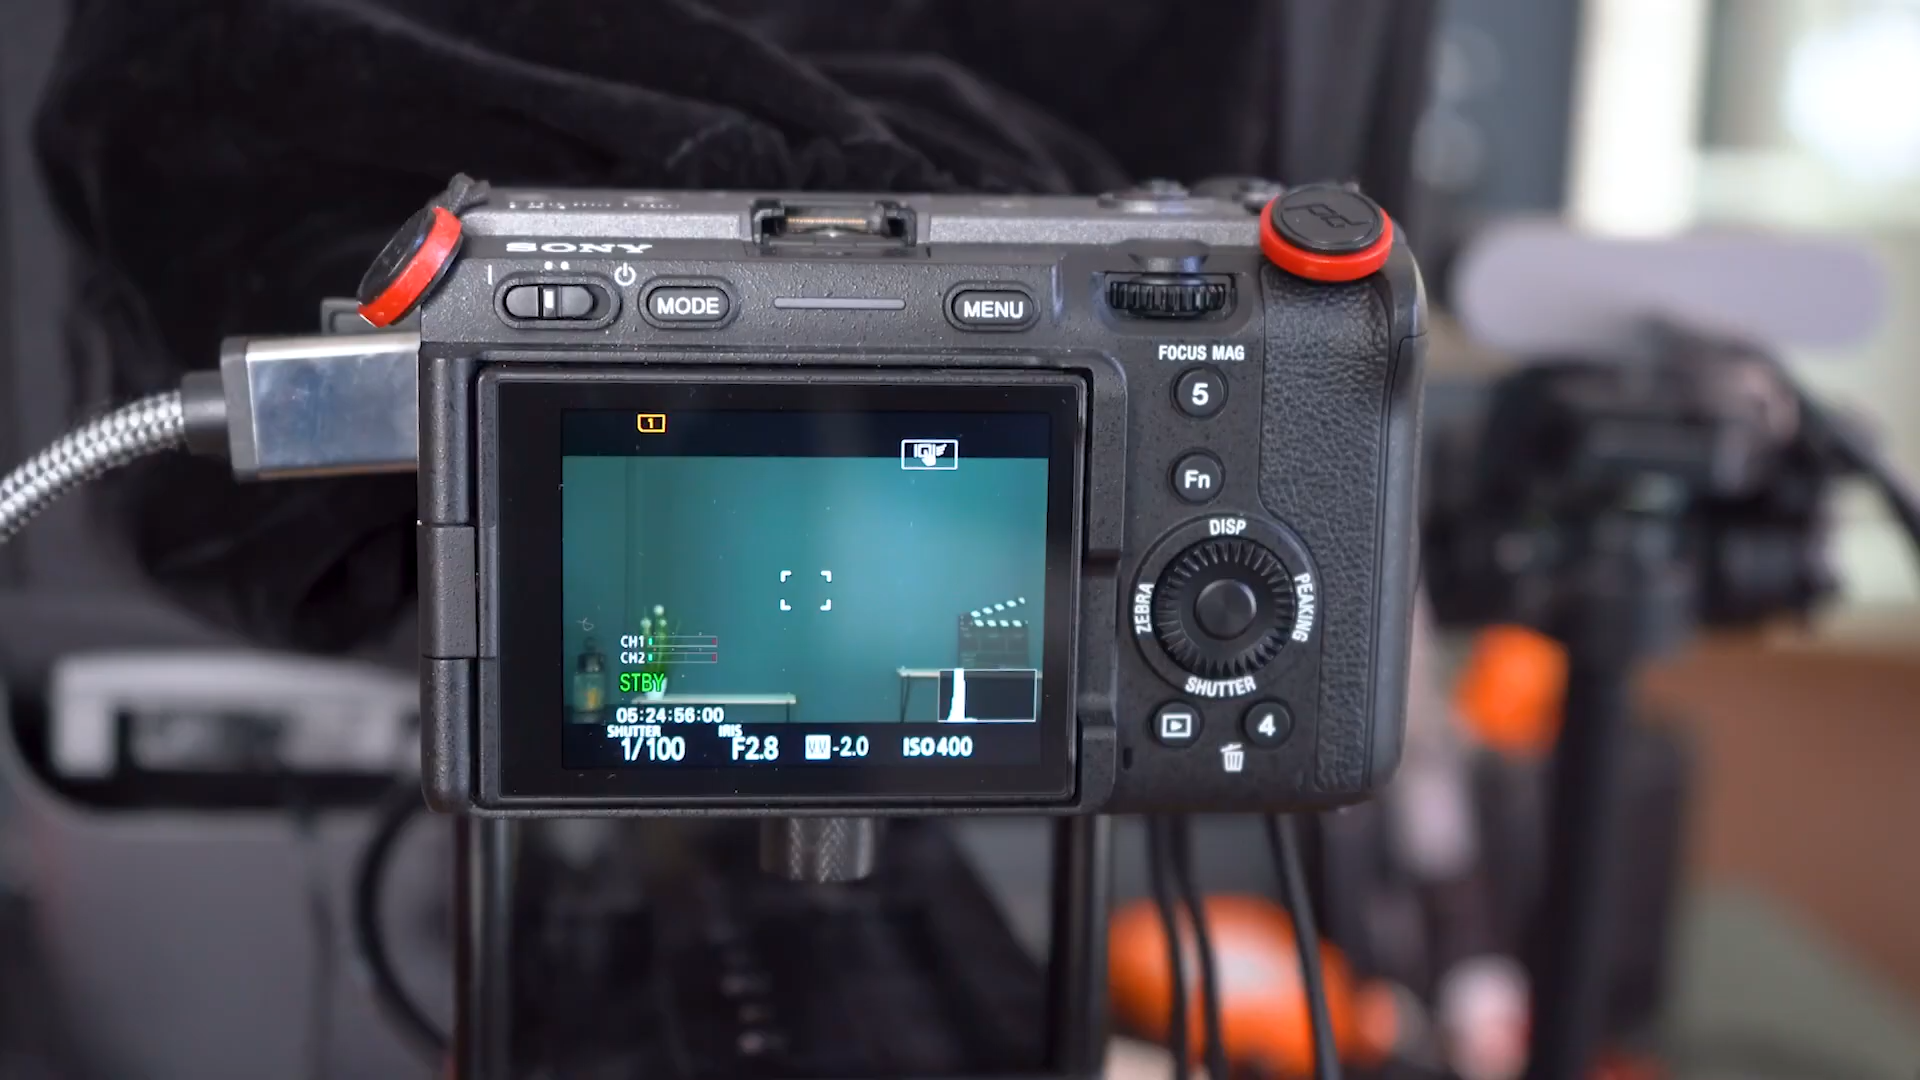 SONY
MODE
MENU
FOCUS MAG
5
Fn
DISP
ZEBRA
PEAKING
SHUTTER
4
1
CH1
CH2
STBY
05:24:56:00
SHUTTER IRIS
1/100 F2.8 -2.0 ISO400